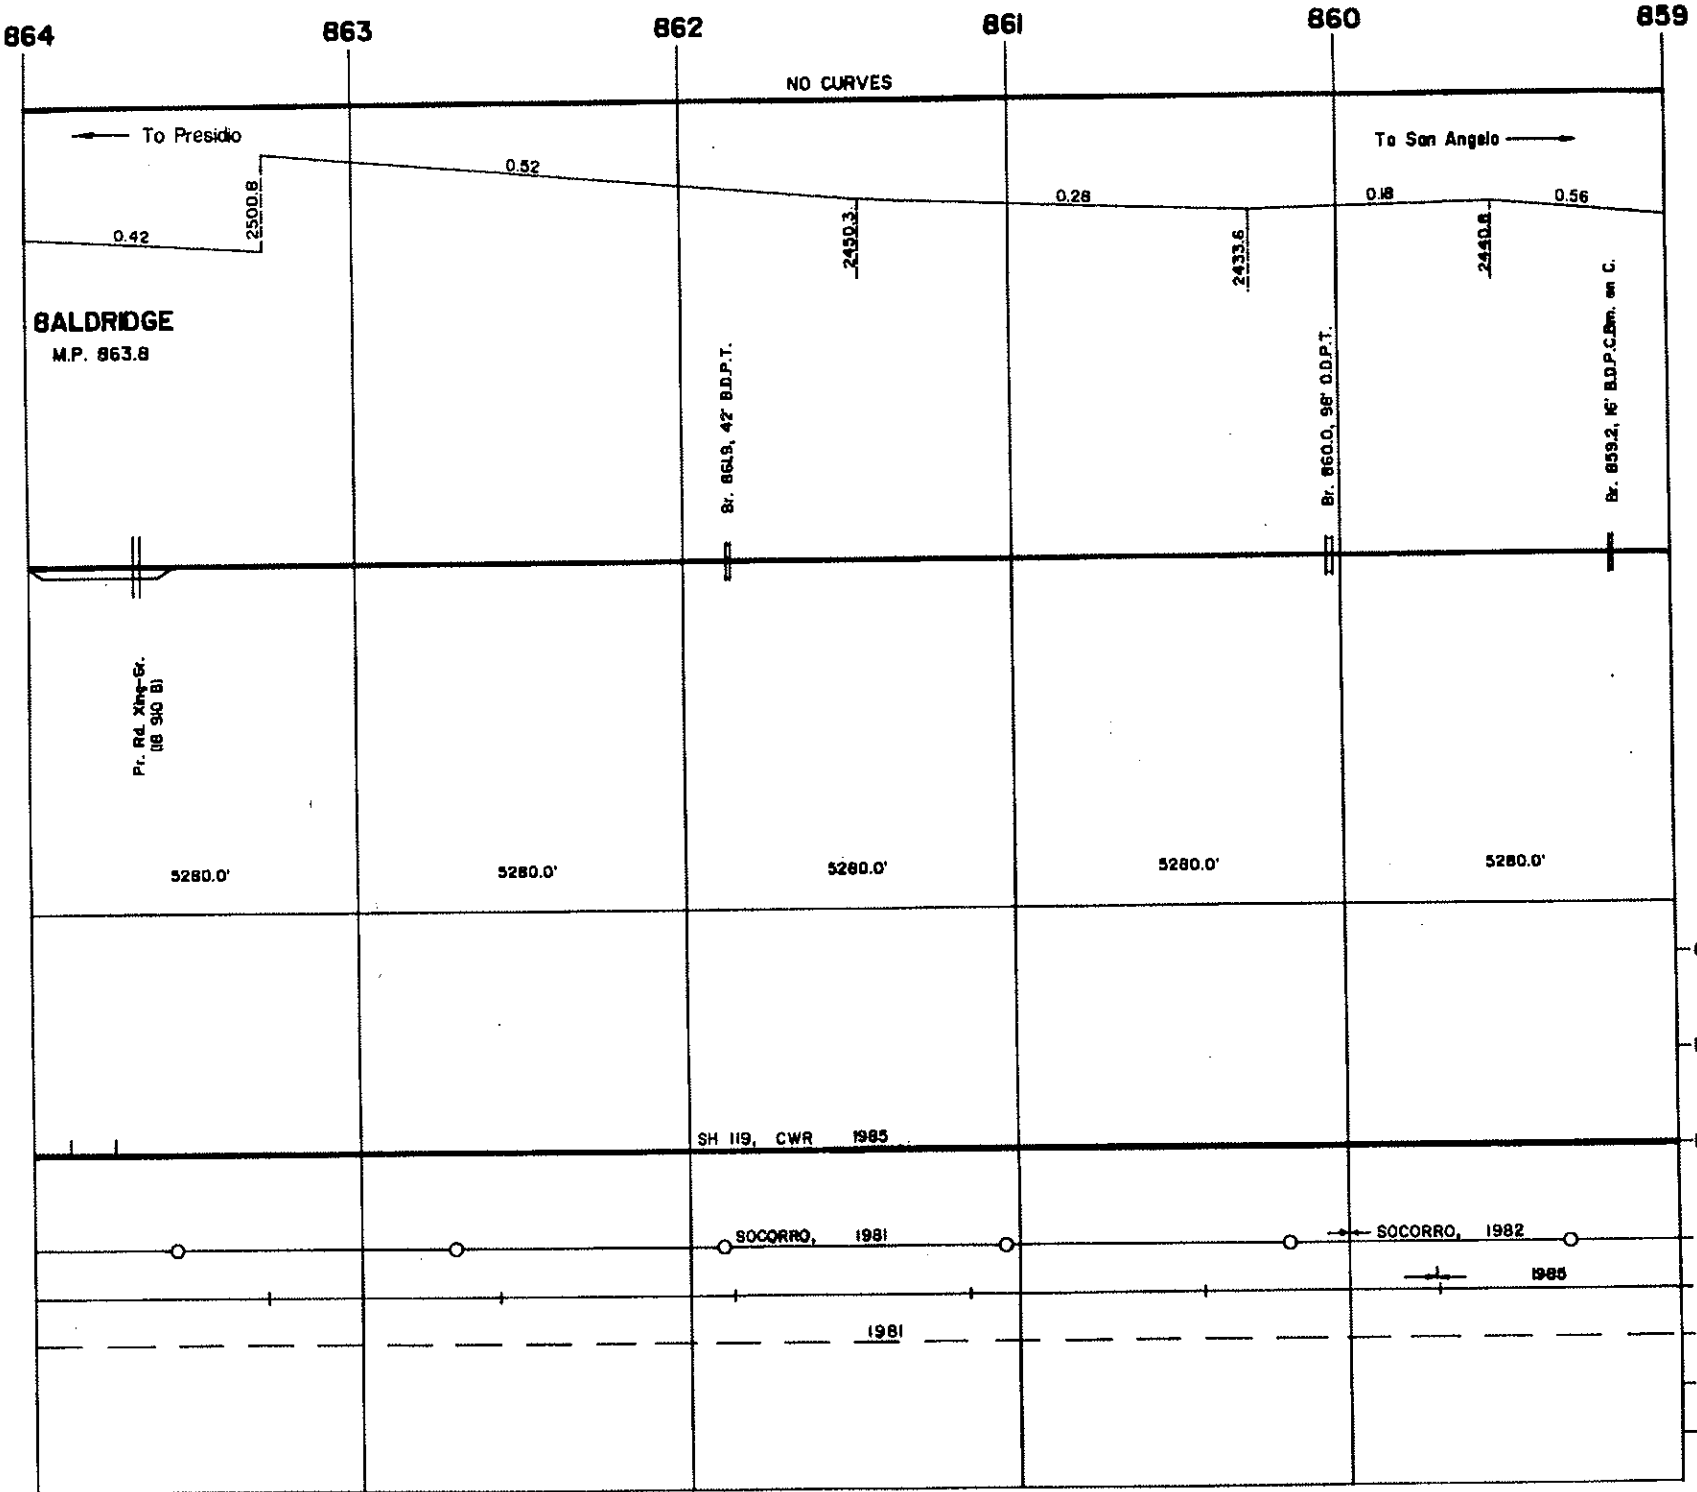 864 863 862 861 860 859
NO CURVES
To Presidio
To San Angelo
0.42
2500.8
0.52
2450.3
0.28
2433.6
0.18
2440.8
0.56
BALDRIDGE
M.P. 863.8
Br. 861.9, 42' B.D.P.T.
Br. 860.0, 98' O.D.P.T.
Br. 859.2, 16' B.D.P.C.Bm. on C.
Pr. Rd. Xing-Gr.
5280.0' 5280.0' 5280.0' 5280.0' 5280.0'
SH 119, CWR 1985
SOCORRO, 1981
SOCORRO, 1982
1985
1981